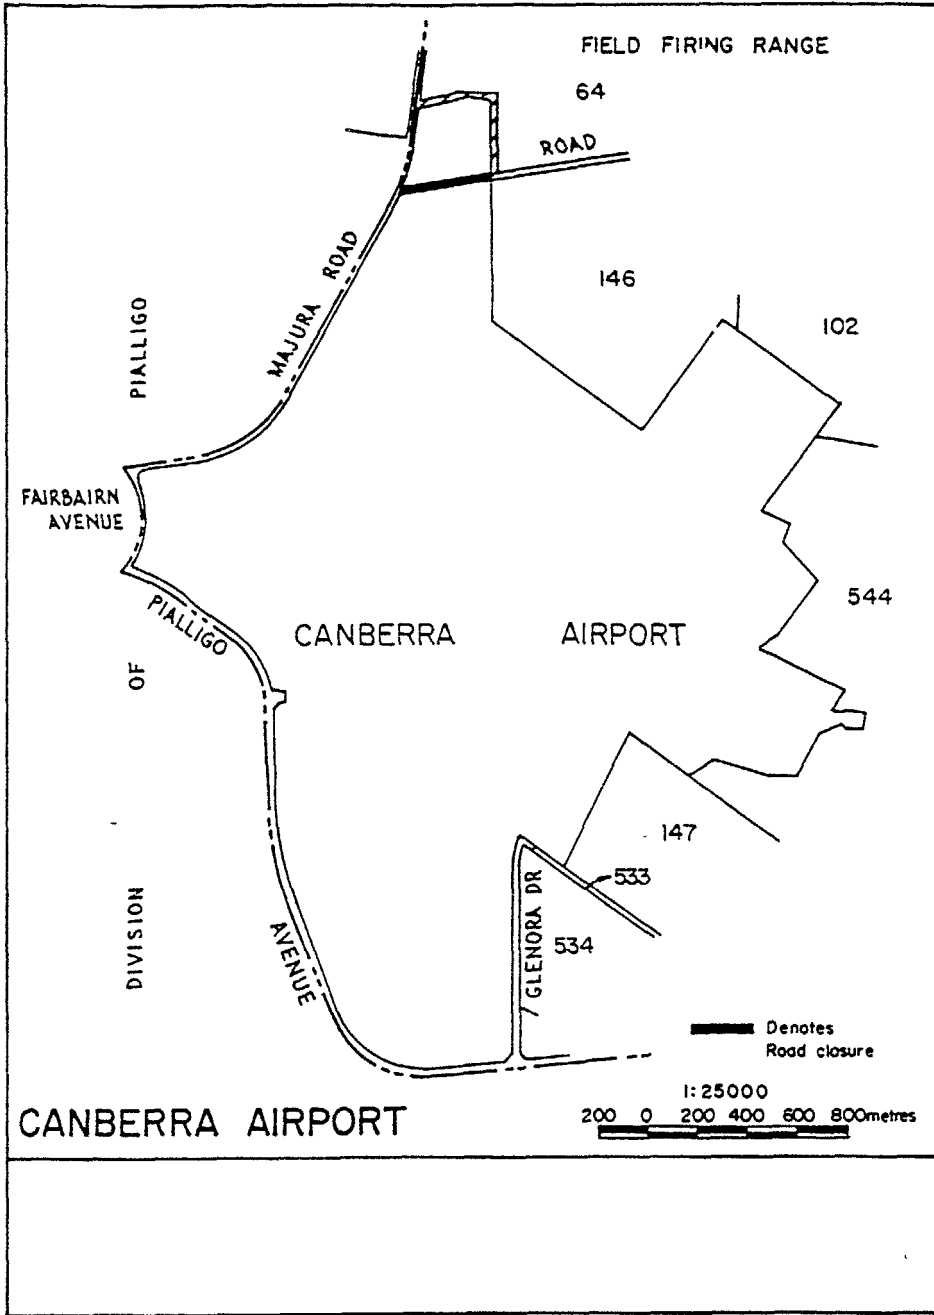 FIELD FIRING RANGE
64
ROAD
MAJURA ROAD
146
102
PIALLIGO
FAIRBAIRN
AVENUE
PIALLIGO
CANBERRA AIRPORT
544
OF
147
533
GLENORA DR
534
DIVISION
AVENUE
Denotes
Road closure
1:25000
200 0 200 400 600 800metres
CANBERRA AIRPORT